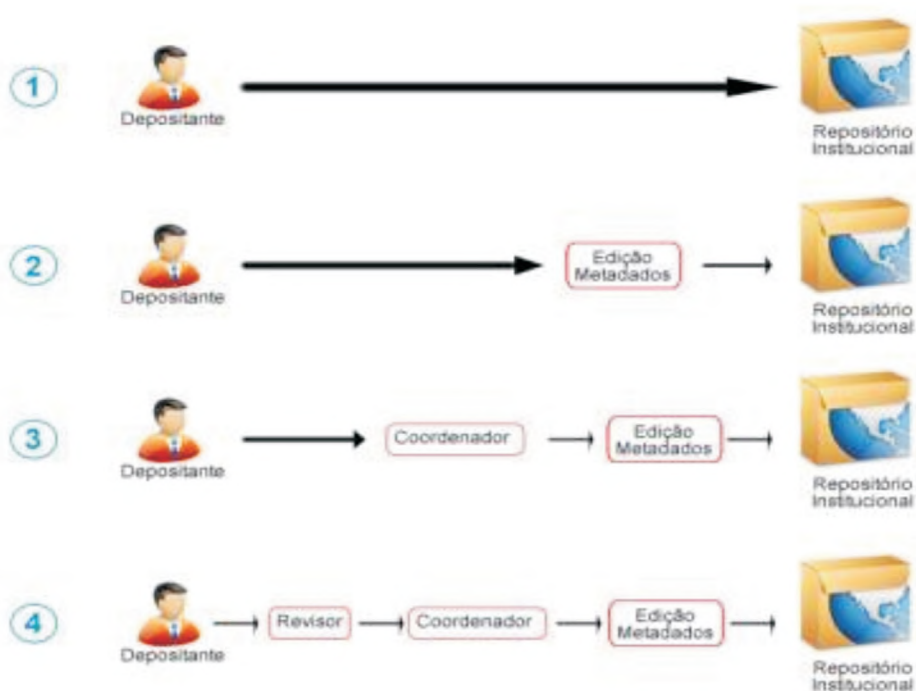 1
Depositante
Repositório
Institucional
2
Depositante
Edição
Metadados
Repositório
Institucional
3
Depositante
Coordenador
Edição
Metadados
Repositório
Institucional
4
Depositante
Revisor
Coordenador
Edição
Metadados
Repositório
Institucional